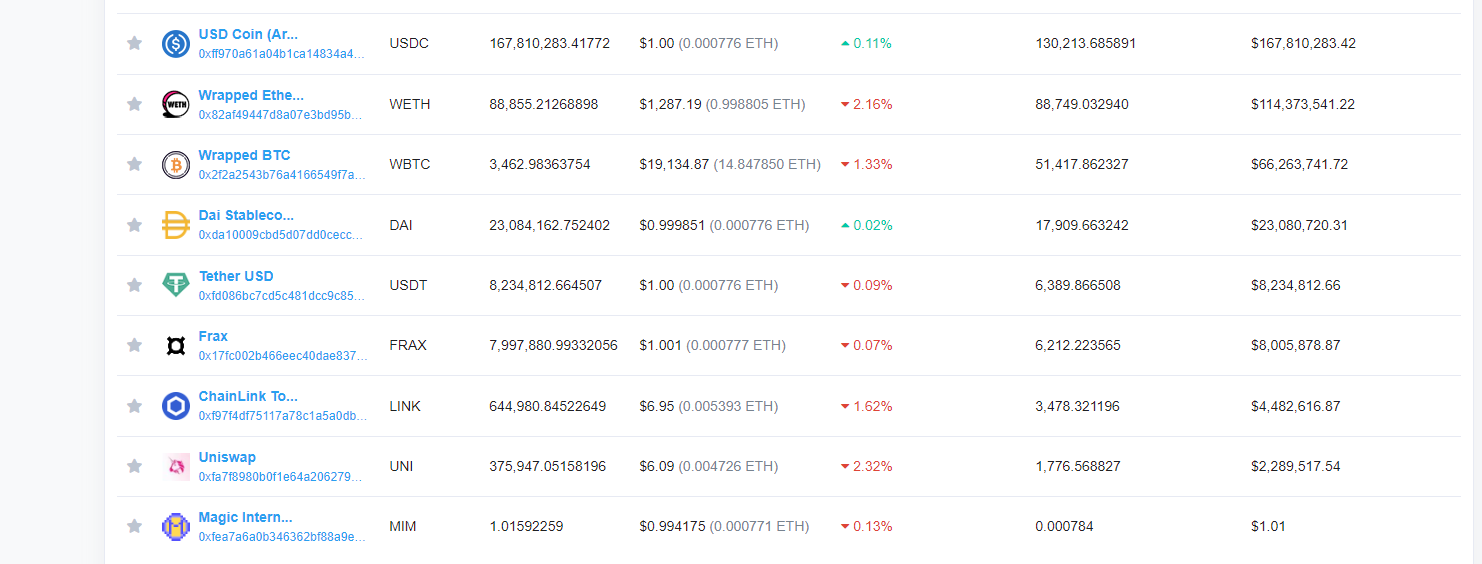 USD Coin (Ar...
0xff970a61a04b1ca14834a4...
USDC 167,810,283.41772 $1.00 (0.000776 ETH) 0.11% 130,213.685891 $167,810,283.42
Wrapped Ethe...
0x82af49447d8a07e3bd95b...
WETH 88,855.21268898 $1,287.19 (0.998805 ETH) 2.16% 88,749.032940 $114,373,541.22
Wrapped BTC
0x2f2a2543b76a4166549f7a...
WBTC 3,462.98363754 $19,134.87 (14.847850 ETH) 1.33% 51,417.862327 $66,263,741.72
Dai Stableco...
0xda10009cbd5d07dd0cecc...
DAI 23,084,162.752402 $0.999851 (0.000776 ETH) 0.02% 17,909.663242 $23,080,720.31
Tether USD
0xfd086bc7cd5c481dcc9c85...
USDT 8,234,812.664507 $1.00 (0.000776 ETH) 0.09% 6,389.866508 $8,234,812.66
Frax
0x17fc002b466eec40dae837...
FRAX 7,997,880.99332056 $1.001 (0.000777 ETH) 0.07% 6,212.223565 $8,005,878.87
ChainLink To...
0xf97f4df75117a78c1a5a0db...
LINK 644,980.84522649 $6.95 (0.005393 ETH) 1.62% 3,478.321196 $4,482,616.87
Uniswap
0xfa7f8980b0f1e64a206279...
UNI 375,947.05158196 $6.09 (0.004726 ETH) 2.32% 1,776.568827 $2,289,517.54
Magic Intern...
0xfea7a6a0b346362bf88a9e...
MIM 1.01592259 $0.994175 (0.000771 ETH) 0.13% 0.000784 $1.01